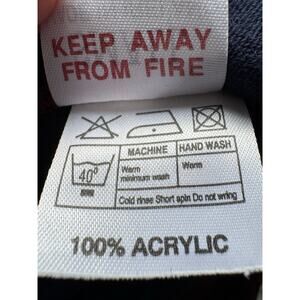 KEEP AWAY
FROM FIRE
MACHINE HAND WASH
40° Warm Warm
minimum wash
Cold rinse Short spin Do not wring
100% ACRYLIC